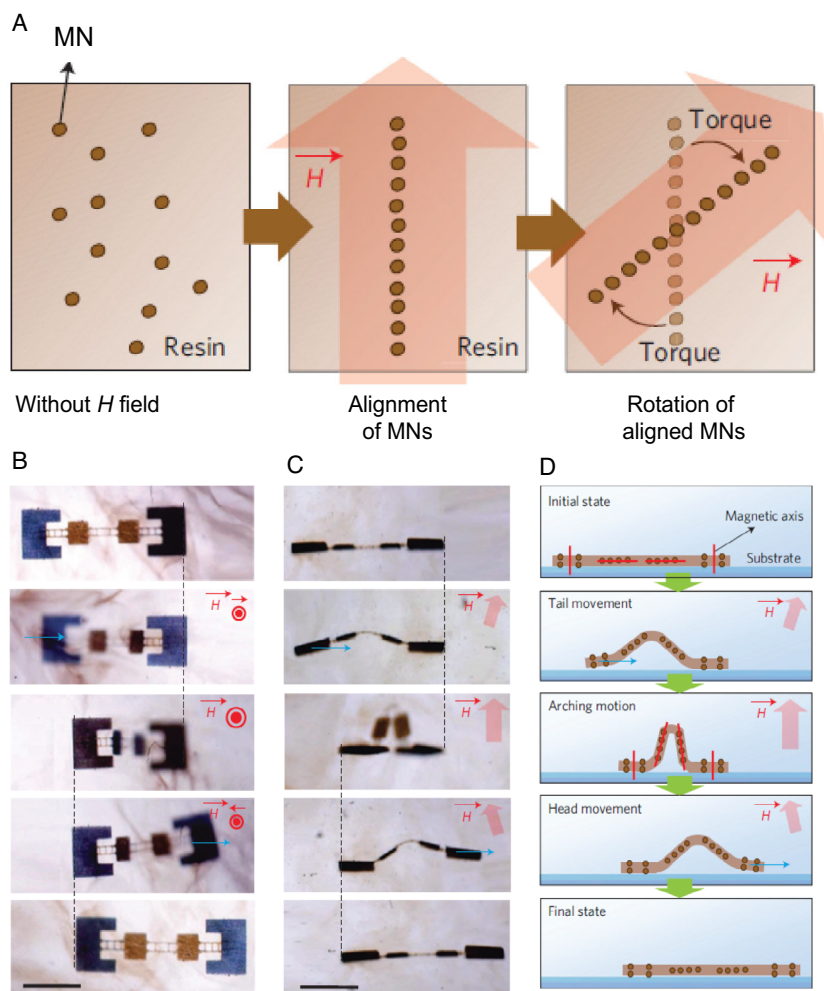 A
MN
H
Torque
H
Resin
Resin
Torque
Without H field
Alignment
of MNs
Rotation of
aligned MNs
B
C
D
Initial state
Magnetic axis
Substrate
H
H
Tail movement
H
H
H
Arching motion
H
H
H
Head movement
H
Final state